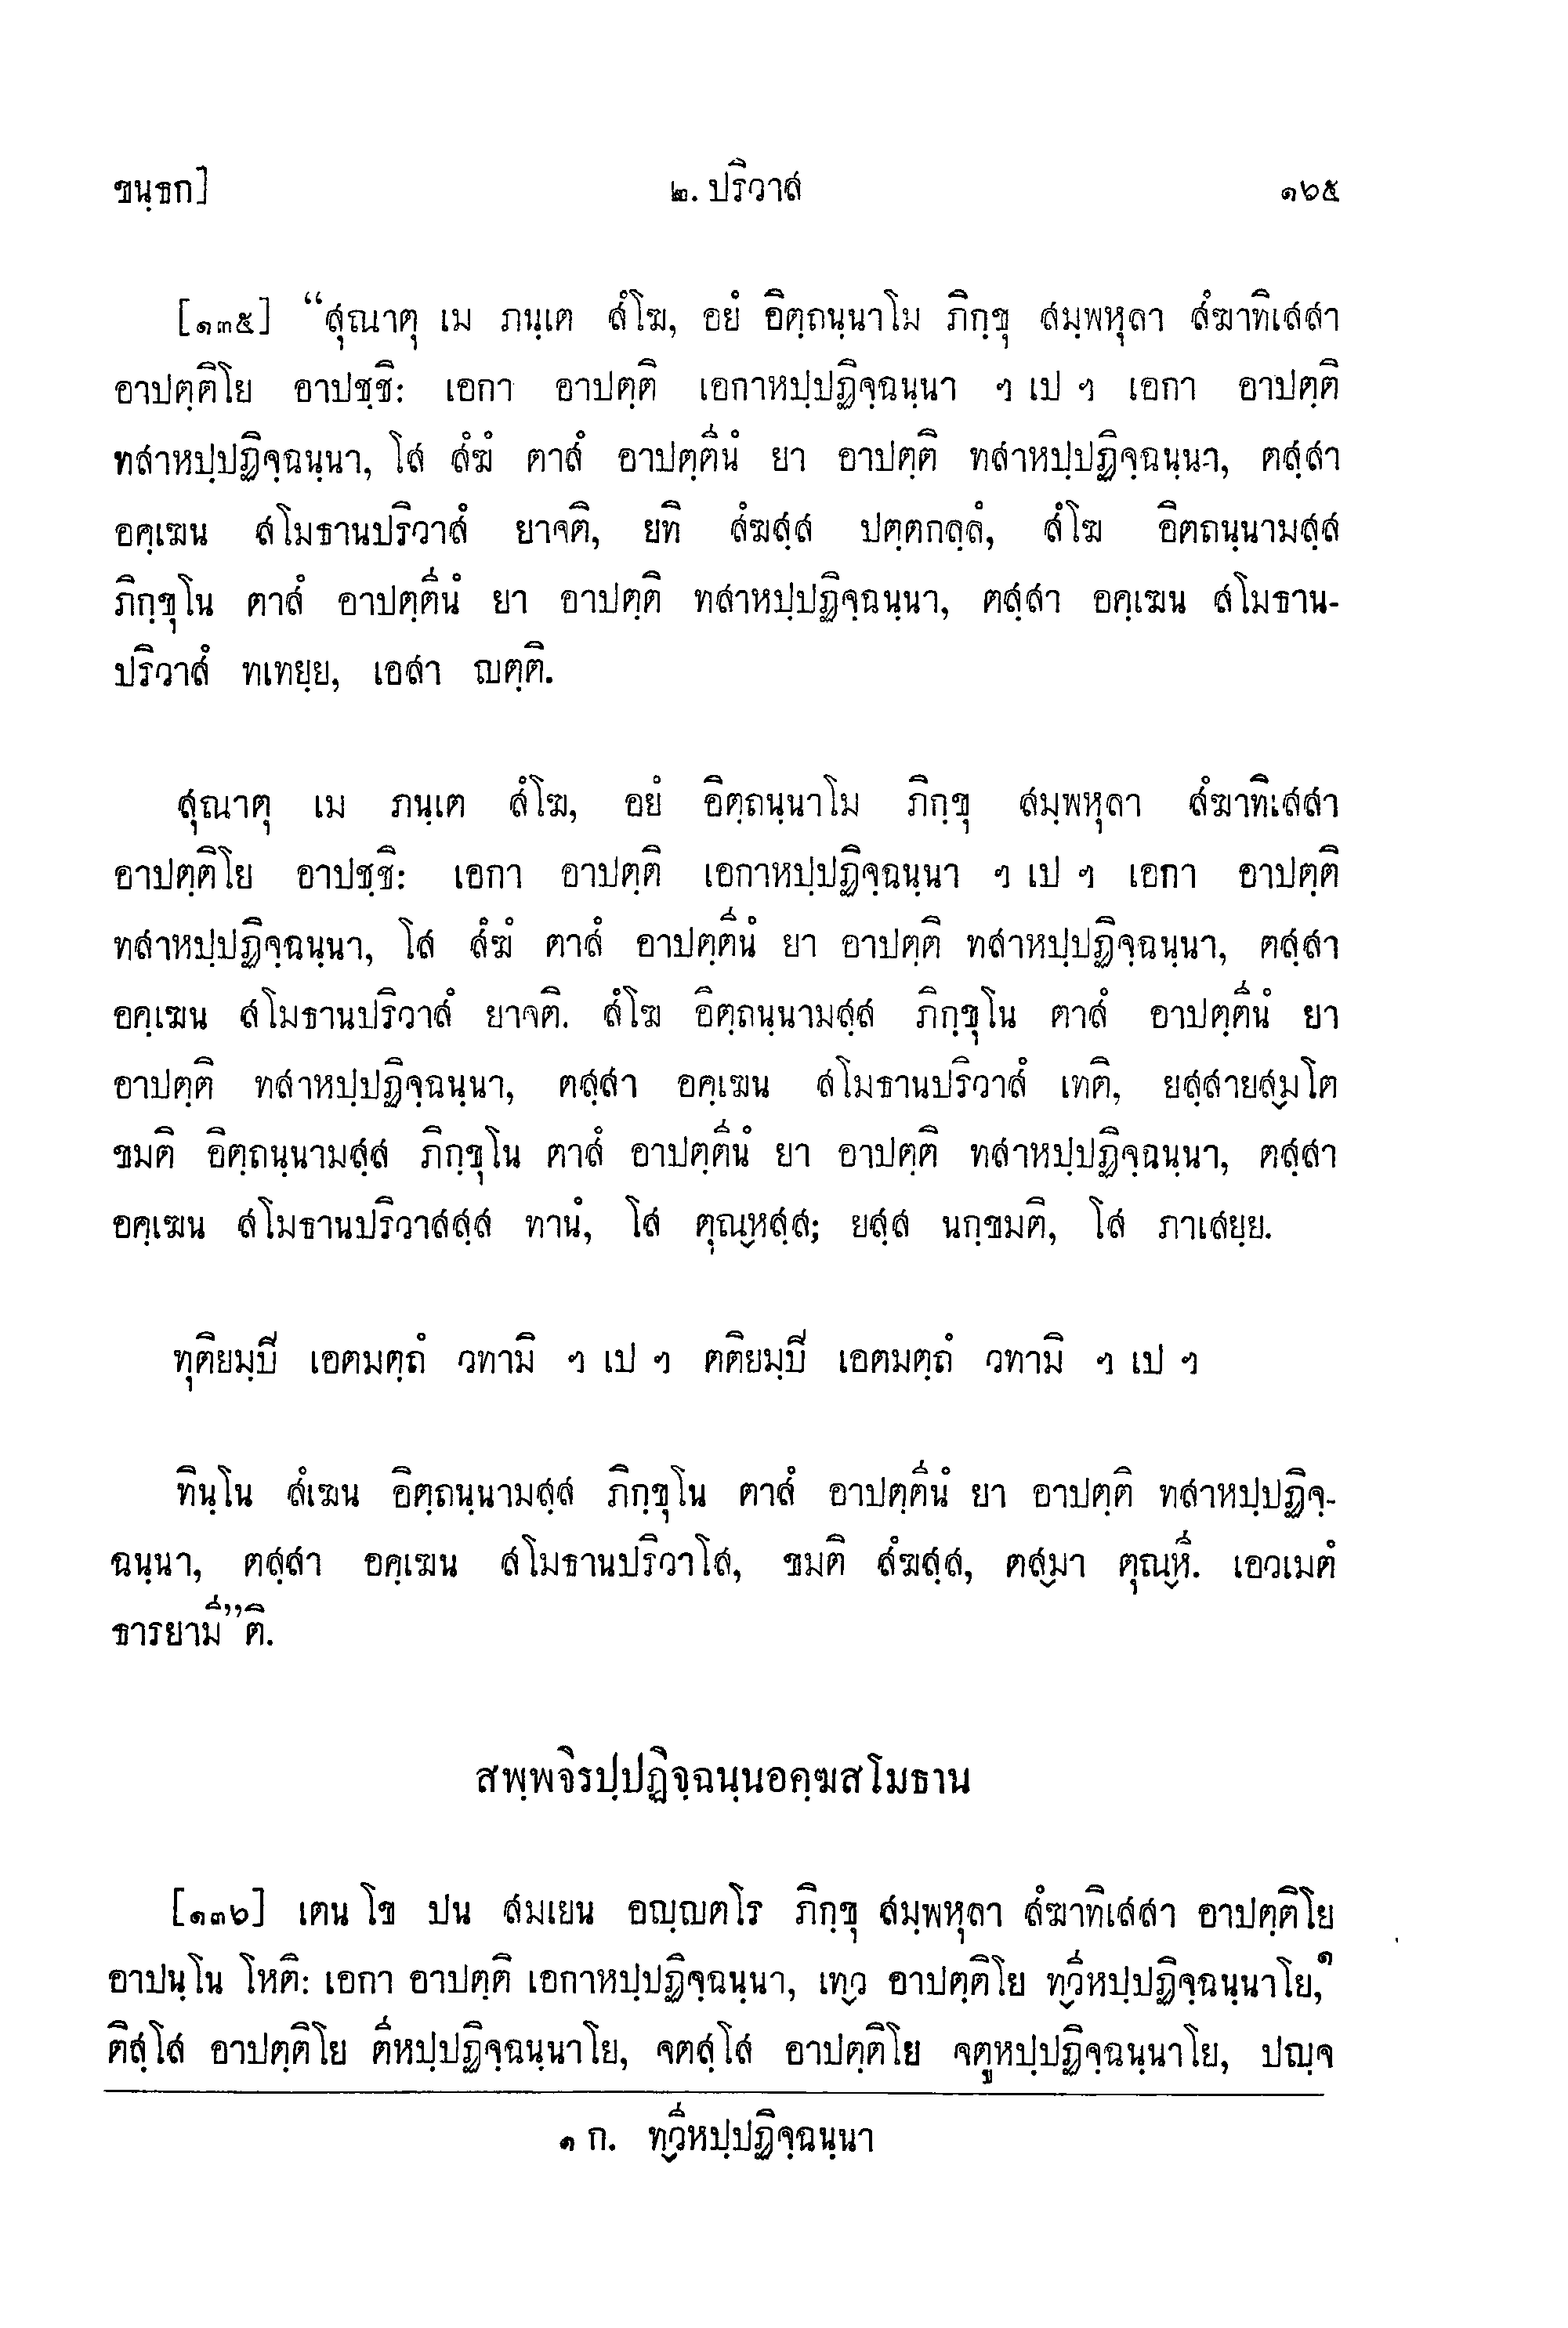 ขนฺธก]
๒. ปริวาส
๑๖๕
[๑๓๕] “สุณาตุ เม ภนฺเต สํโฆ, อยํ อิตฺถนฺนาโม ภิกฺขุ สมฺพหุลา สํฆาทิเสสา
อาปตฺติโย อาปชฺชิ: เอกา อาปตฺติ เอกาหปฺปฏิจฺฉนฺนา ฯ เป ฯ เอกา อาปตฺติ
ทสาหปฺปฏิจฺฉนฺนา, โส สํฆํ ตาสํ อาปตฺตีนํ ยา อาปตฺติ ทสาหปฺปฏิจฺฉนฺนา, ตสฺสา
อคฺเฆน สโมธานปริวาสํ ยาจติ, ยทิ สํฆสฺส ปตฺตกลฺลํ, สํโฆ อิตถนฺนามสฺส
ภิกฺขุโน ตาสํ อาปตฺตีนํ ยา อาปตฺติ ทสาหปฺปฏิจฺฉนฺนา, ตสฺสา อคฺเฆน สโมธาน-
ปริวาสํ ทเทยฺย, เอสา ญตฺติ.
สุณาตุ เม ภนฺเต สํโฆ, อยํ อิตฺถนฺนาโม ภิกฺขุ สมฺพหุลา สํฆาทิเสสา
อาปตฺติโย อาปชฺชิ: เอกา อาปตฺติ เอกาหปฺปฏิจฺฉนฺนา ฯ เป ฯ เอกา อาปตฺติ
ทสาหปฺปฏิจฺฉนฺนา, โส สํฆํ ตาสํ อาปตฺตีนํ ยา อาปตฺติ ทสาหปฺปฏิจฺฉนฺนา, ตสฺสา
อคฺเฆน สโมธานปริวาสํ ยาจติ. สํโฆ อิตฺถนฺนามสฺส ภิกฺขุโน ตาสํ อาปตฺตีนํ ยา
อาปตฺติ ทสาหปฺปฏิจฺฉนฺนา, ตสฺสา อคฺเฆน สโมธานปริวาสํ เทติ, ยสฺสายสฺมโต
ขมติ อิตฺถนฺนามสฺส ภิกฺขุโน ตาสํ อาปตฺตีนํ ยา อาปตฺติ ทสาหปฺปฏิจฺฉนฺนา, ตสฺสา
อคฺเฆน สโมธานปริวาสสฺส ทานํ, โส ตุณฺหสฺส; ยสฺส นกฺขมติ, โส ภาเสยฺย.
ทุติยมฺปี เอตมตฺถํ วทามิ ฯ เป ฯ ตติยมฺปี เอตมตฺถํ วทามิ ฯ เป ฯ
ทินฺโน สํเฆน อิตฺถนฺนามสฺส ภิกฺขุโน ตาสํ อาปตฺตีนํ ยา อาปตฺติ ทสาหปฺปฏิจฺ-
ฉนฺนา, ตสฺสา อคฺเฆน สโมธานปริวาโส, ขมติ สํฆสฺส, ตสฺมา ตุณฺหี. เอวเมตํ
ธารยามี”ติ.
สพฺพจิรปฺปฏิจฺฉนฺนอคฺฆสโมธาน
[๑๓๖] เตน โข ปน สมเยน อญฺญตโร ภิกฺขุ สมฺพหุลา สํฆาทิเสสา อาปตฺติโย
อาปนฺโน โหติ: เอกา อาปตฺติ เอกาหปฺปฏิจฺฉนฺนา, เทฺว อาปตฺติโย ทฺวีหปฺปฏิจฺฉนฺนาโย,๑
ติสฺโส อาปตฺติโย ตีหปฺปฏิจฺฉนฺนาโย, จตสฺโส อาปตฺติโย จตูหปฺปฏิจฺฉนฺนาโย, ปญฺจ
๑ ก. ทฺวีหปฺปฏิจฺฉนฺนา